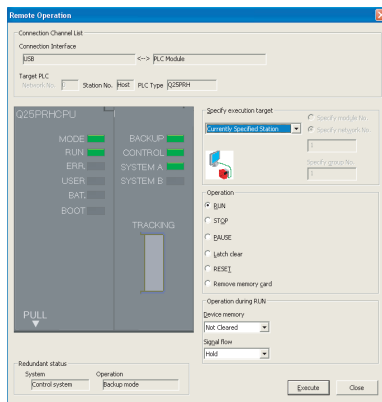 Remote Operation
Connection Channel List
Connection Interface
USB <--> PLC Module
Target PLC
Network No. Station No. Host PLC Type Q25PRH
Q25PRHCPU
MODE BACKUP
RUN CONTROL
ERR. SYSTEM A
USER SYSTEM B
BAT.
BOOT
TRACKING
PULL
Redundant status
System Operation
Control system Backup mode
Specify execution target
Currently Specified Station
Specify module No.
Specify network No.
Specify group No.
Operation
RUN
STOP
PAUSE
Latch clear
RESET
Remove memory card
Operation during RUN
Device memory
Not Cleared
Signal flow
Hold
Execute Close